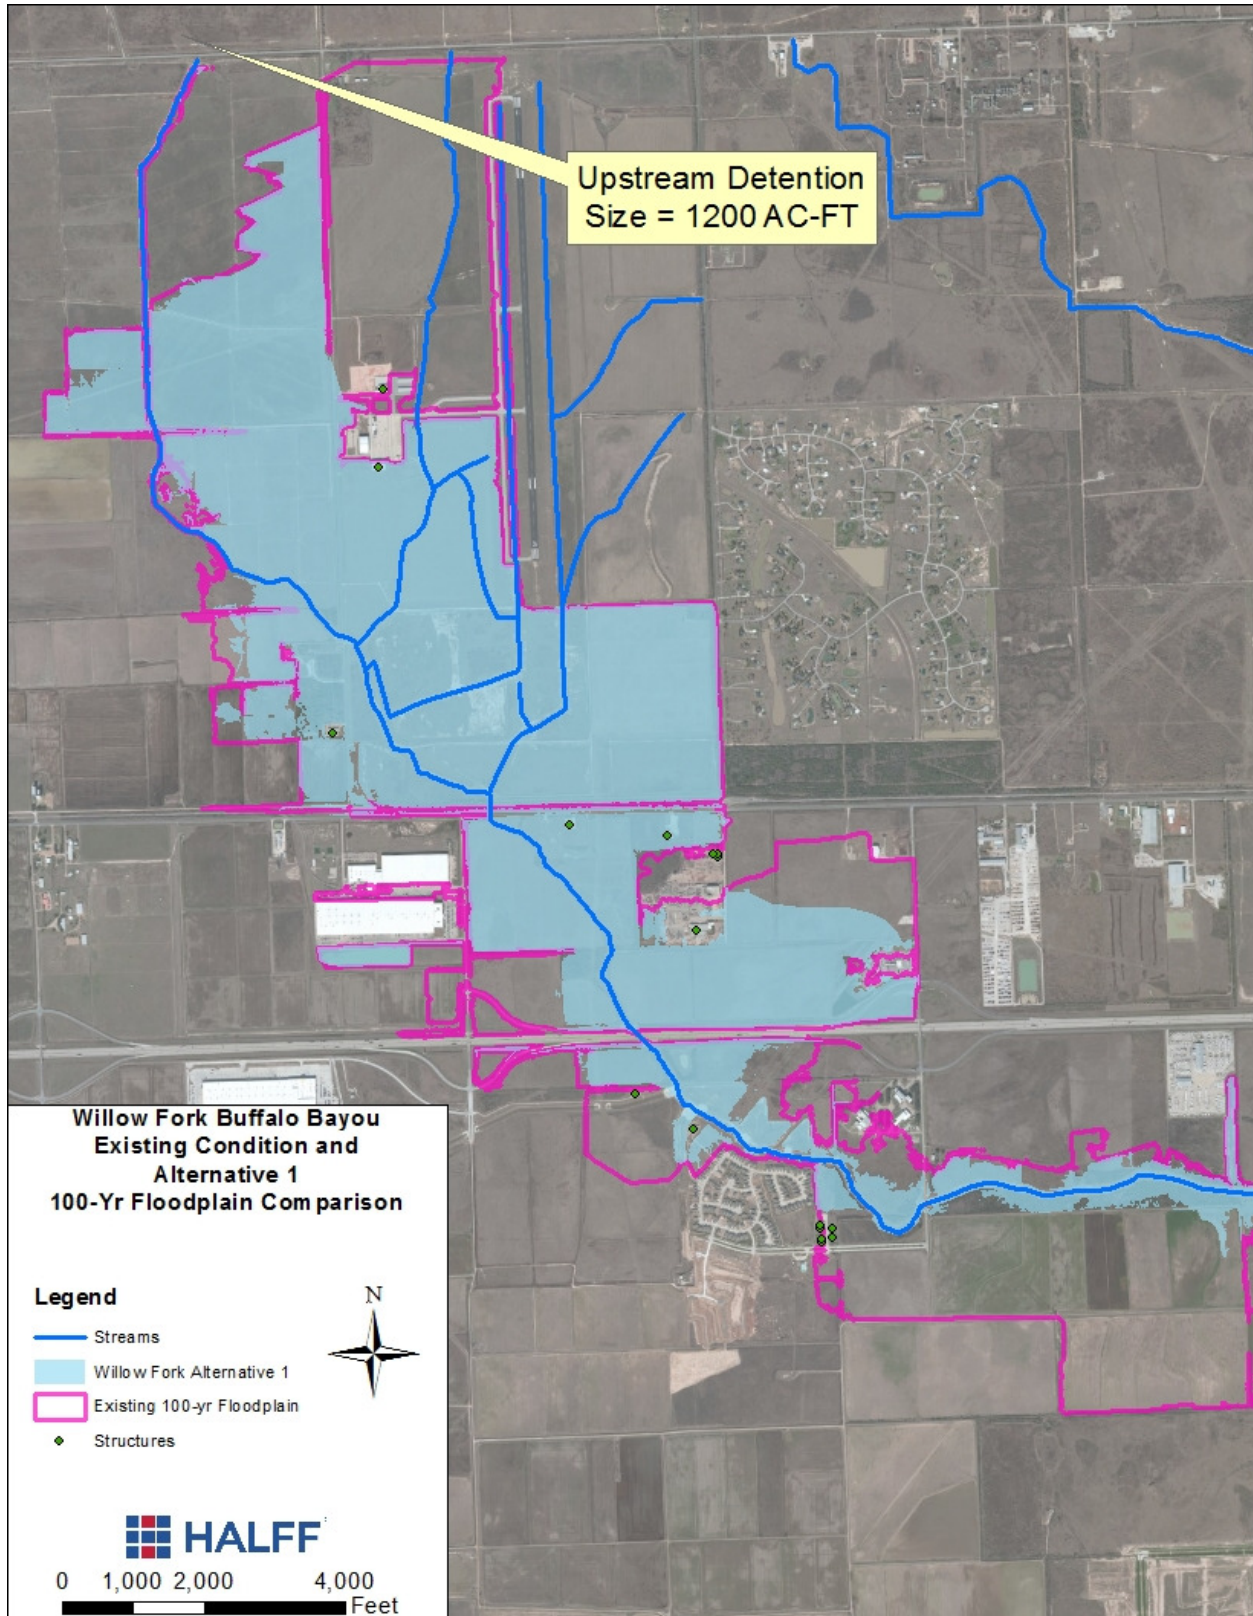 Upstream Detention
Size = 1200 AC-FT
Willow Fork Buffalo Bayou
Existing Condition and
Alternative 1
100-Yr Floodplain Comparison
Legend
N
Streams
Willow Fork Alternative 1
Existing 100-yr Floodplain
Structures
HALFF
0 1,000 2,000 4,000
Feet